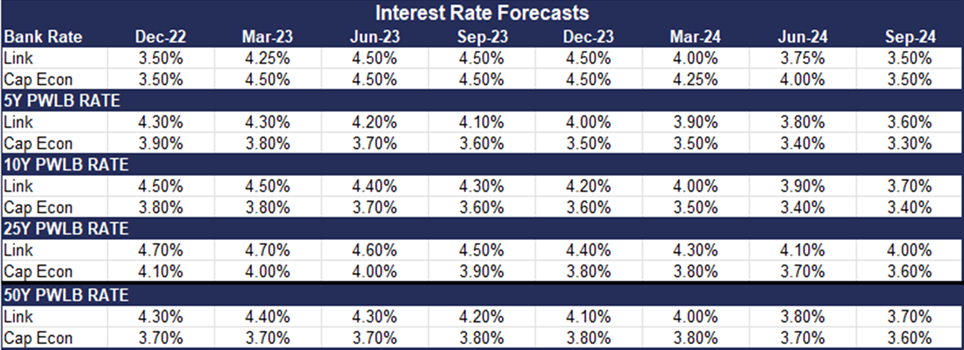 Interest Rate Forecasts
Bank Rate Dec-22 Mar-23 Jun-23 Sep-23 Dec-23 Mar-24 Jun-24 Sep-24
Link 3.50% 4.25% 4.50% 4.50% 4.50% 4.00% 3.75% 3.50%
Cap Econ 3.50% 4.50% 4.50% 4.50% 4.50% 4.25% 4.00% 3.50%
5Y PWLB RATE
Link 4.30% 4.30% 4.20% 4.10% 4.00% 3.90% 3.80% 3.60%
Cap Econ 3.90% 3.80% 3.70% 3.60% 3.50% 3.50% 3.40% 3.30%
10Y PWLB RATE
Link 4.50% 4.50% 4.40% 4.30% 4.20% 4.00% 3.90% 3.70%
Cap Econ 3.80% 3.80% 3.70% 3.60% 3.60% 3.50% 3.40% 3.40%
25Y PWLB RATE
Link 4.70% 4.70% 4.60% 4.50% 4.40% 4.30% 4.10% 4.00%
Cap Econ 4.10% 4.00% 4.00% 3.90% 3.80% 3.80% 3.70% 3.60%
50Y PWLB RATE
Link 4.30% 4.40% 4.30% 4.20% 4.10% 4.00% 3.80% 3.70%
Cap Econ 3.70% 3.70% 3.70% 3.80% 3.80% 3.80% 3.70% 3.60%